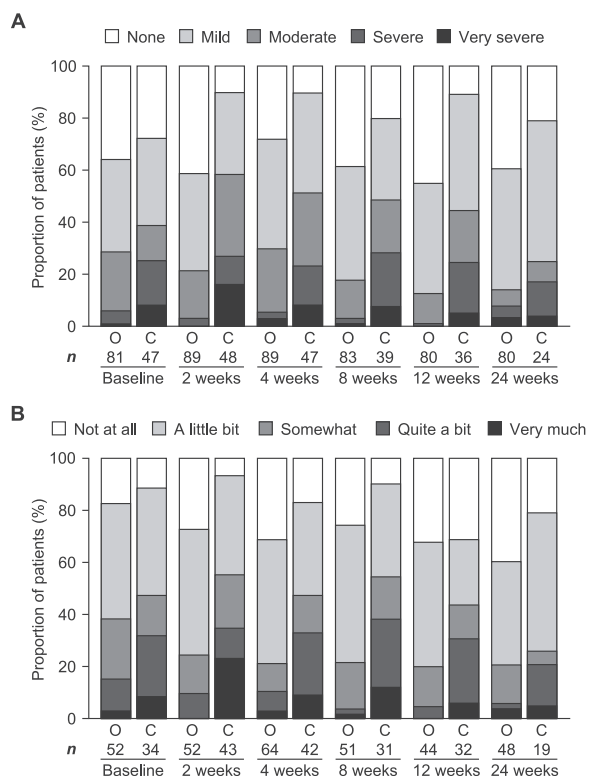 A
None Mild Moderate Severe Very severe
Proportion of patients (%)
100
80
60
40
20
0
O C O C O C O C O C O C
n 81 47 89 48 89 47 83 39 80 36 80 24
Baseline 2 weeks 4 weeks 8 weeks 12 weeks 24 weeks
B
Not at all A little bit Somewhat Quite a bit Very much
Proportion of patients (%)
100
80
60
40
20
0
O C O C O C O C O C O C
n 52 34 52 43 64 42 51 31 44 32 48 19
Baseline 2 weeks 4 weeks 8 weeks 12 weeks 24 weeks